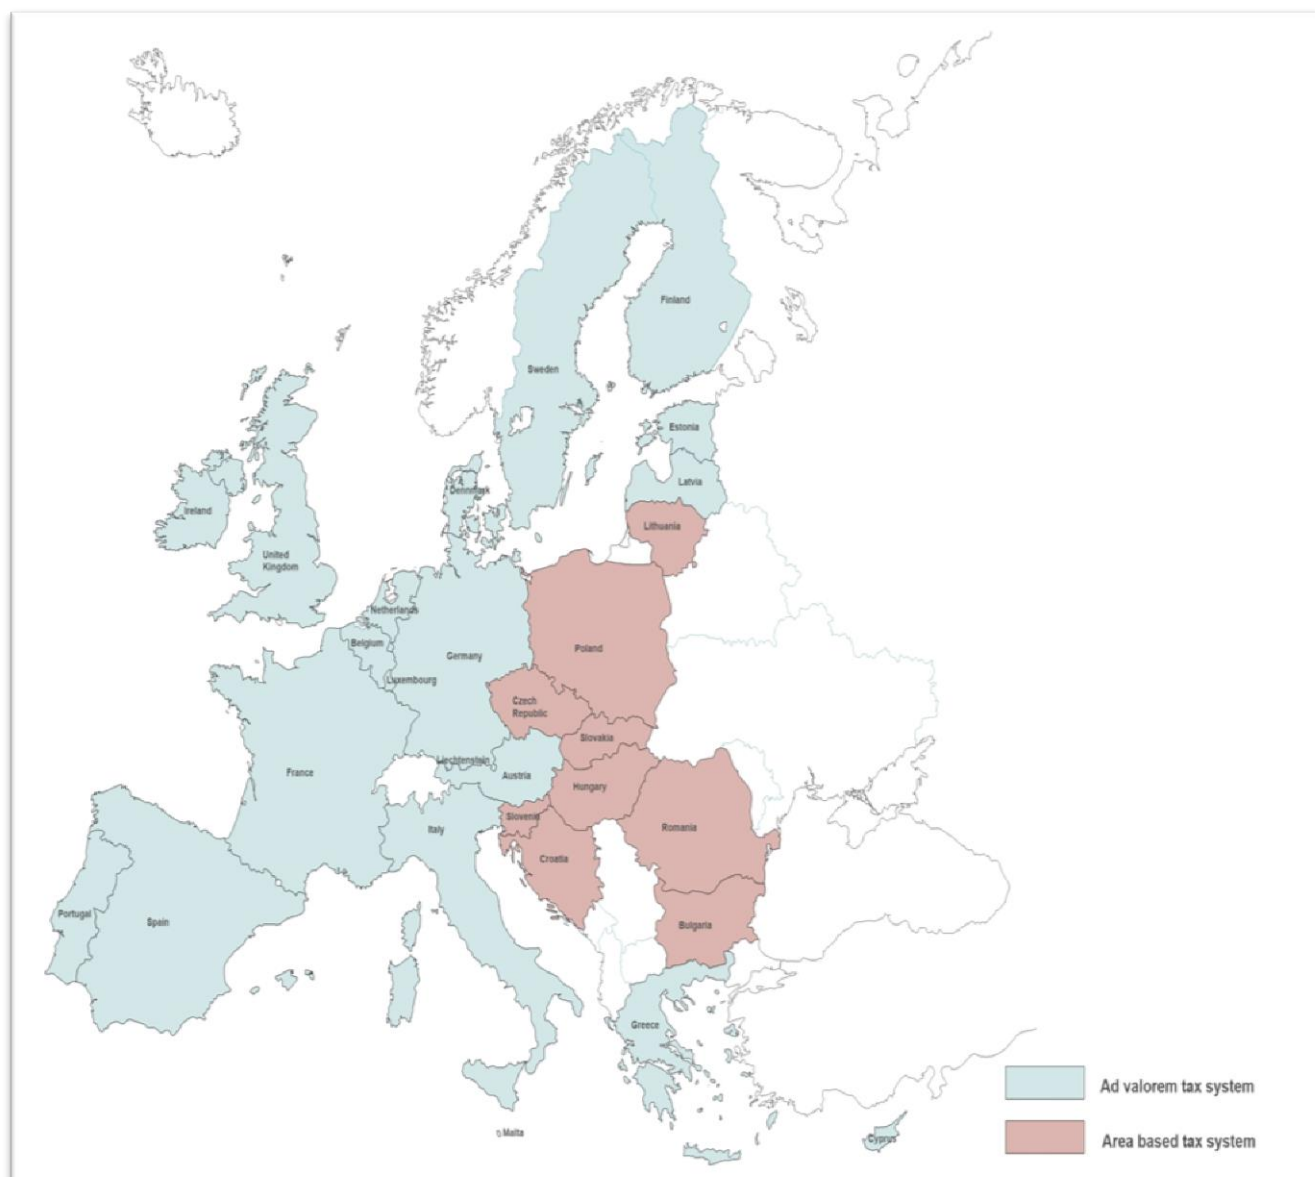 Finland
Sweden
Estonia
Latvia
Denmark
Lithuania
Ireland
United
Kingdom
Netherlands
Belgium
Poland
Germany
Luxembourg
Czech
Republic
Slovakia
Liechtenstein
France
Austria
Hungary
Slovenia
Italy
Romania
Croatia
Portugal
Spain
Bulgaria
Greece
Ad valorem tax system
Malta
Cyprus
Area based tax system